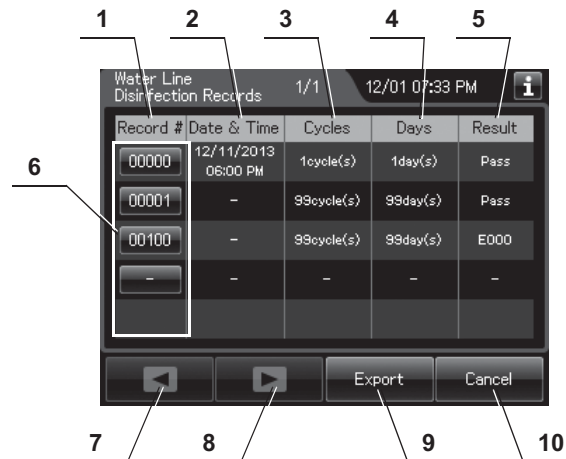 1 2 3 4 5
Water Line
Disinfection Records
1/1
12/01 07:33 PM
i
Record # Date & Time Cycles Days Result
00000 12/11/2013 06:00 PM 1cycle(s) 1day(s) Pass
6
00001 – 99cycle(s) 99day(s) Pass
00100 – 99cycle(s) 99day(s) E000
– – – – –
Export Cancel
7 8 9 10